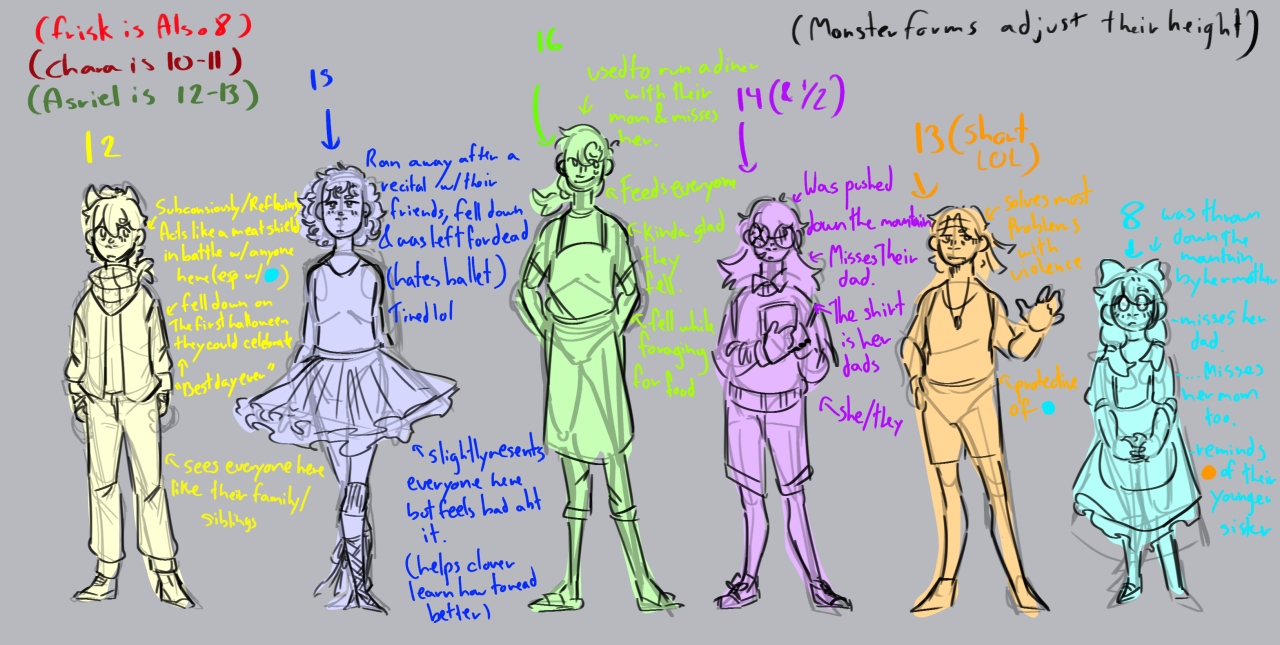 (frisk is Also 8)
(chara is 10-11)
(Asriel is 12-13)
(Monster forms adjust their height)
12
Subconsiously/Reflexively
Acts like a meat shield
in battle w/ anyone
here (esp w/ )
fell down on
The first halloween
they could celebrate
"Best day ever"
sees everyone here
like their family/
siblings
15
Ran away after a
recital w/ their
friends, fell down
& was left for dead
(hates ballet)
Tired lol
slightly resents
everyone here
but feels bad abt
it.
(helps clover
learn how to read
better)
16
used to run a diner
with their
mom & misses
her.
Feeds everyone
Kinda glad
they
fell.
fell while
foraging
for food
14 (& 1/2)
Was pushed
down the mountain
Misses Their
dad.
The shirt
is her
dads
she/they
13 (short
LOL)
solves most
Problems
with
violence
protective
of
8
was thrown
down the
mountain
by her mother
-misses her
dad.
-...Misses
her mom
too.
-reminds
of their
younger
sister